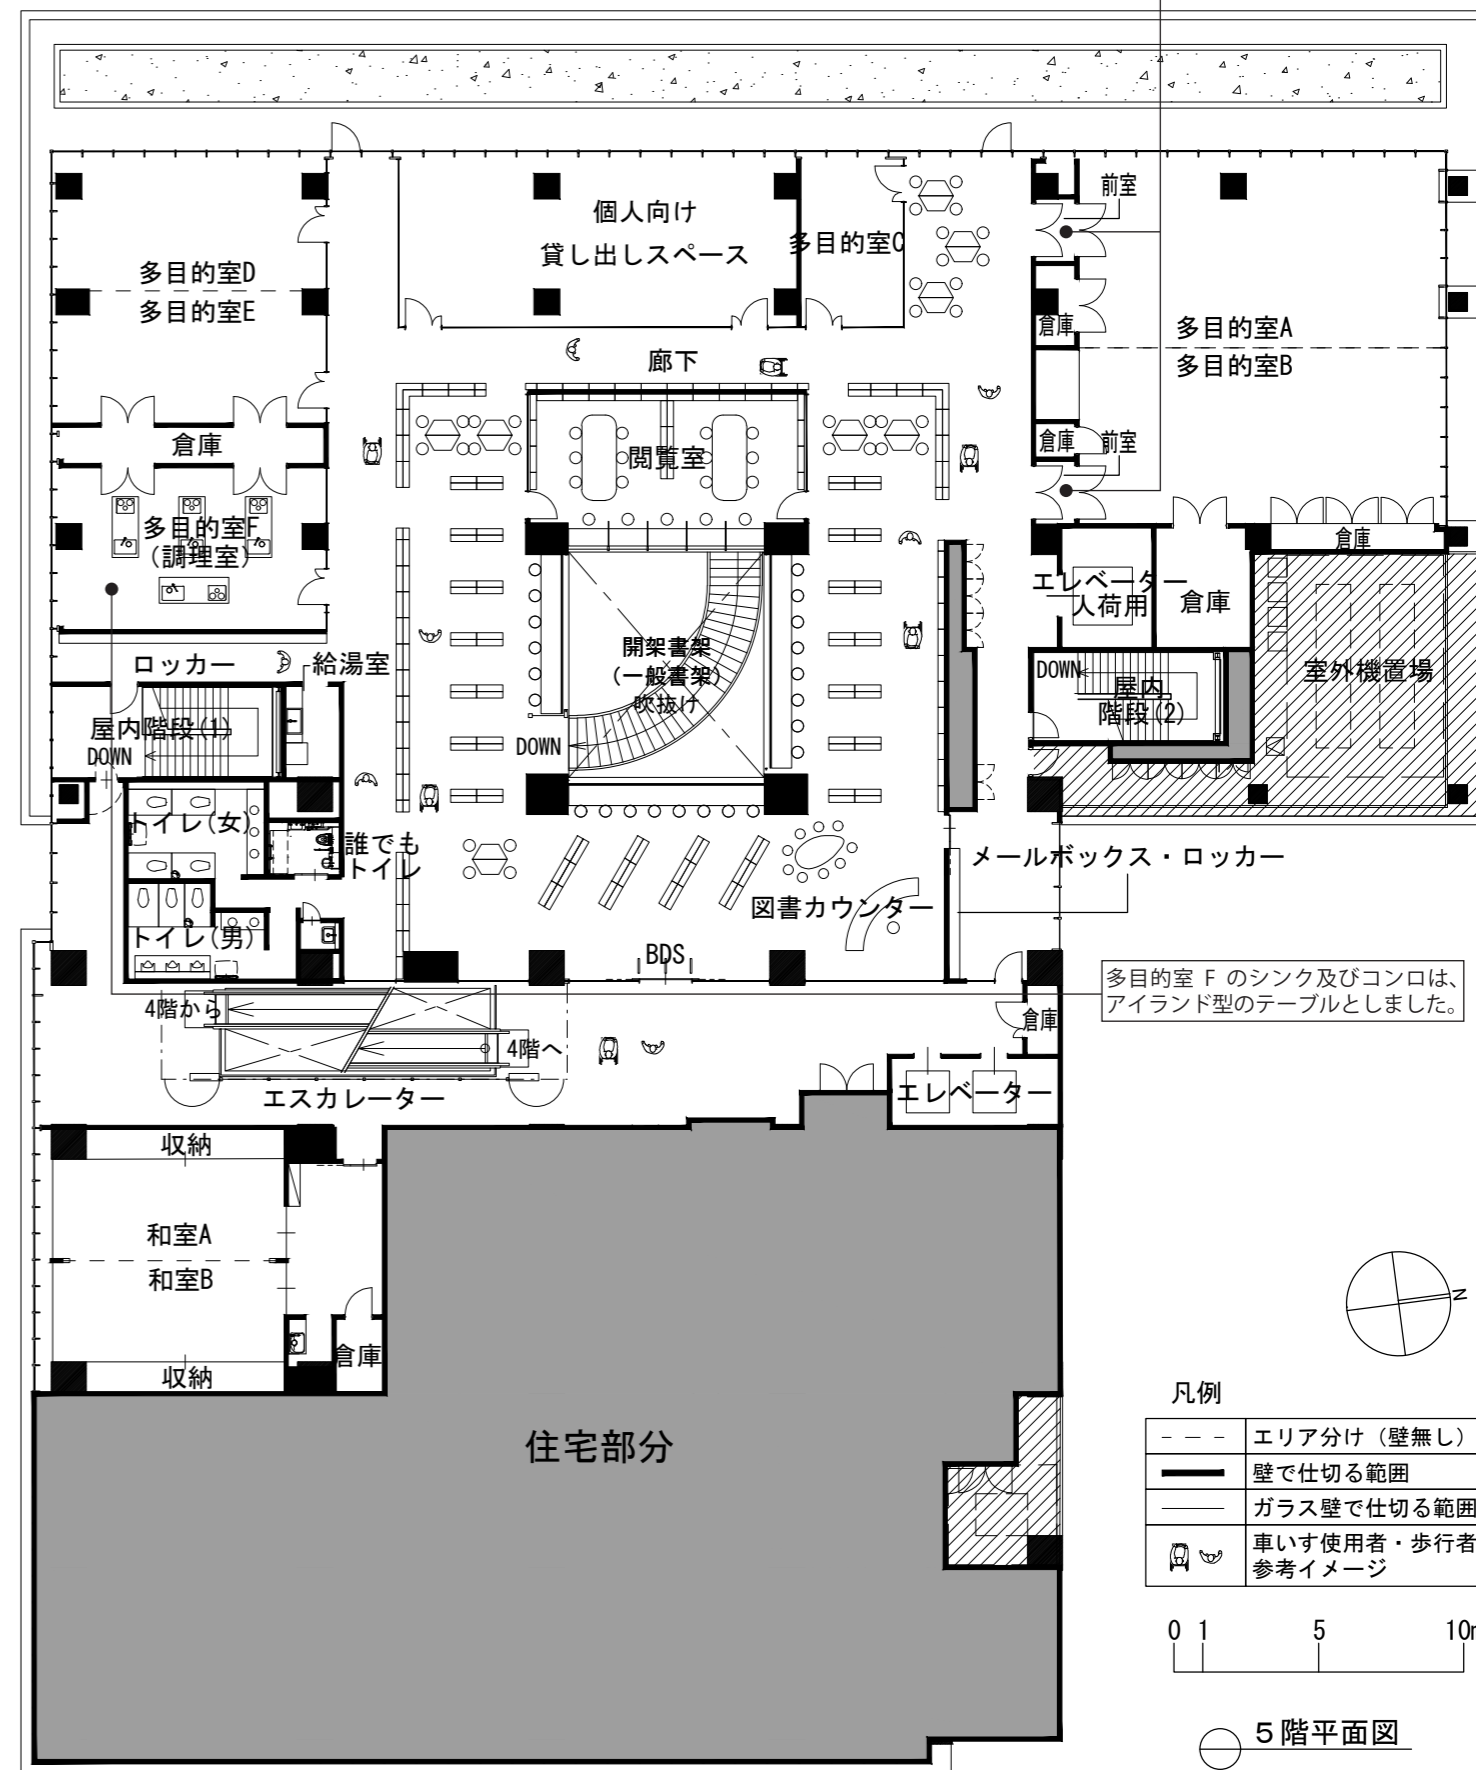 個人向け
貸し出しスペース
多目的室C
前室
多目的室D
多目的室E
倉庫
多目的室A
多目的室B
廊下
倉庫
前室
倉庫
閲覧室
多目的室F
(調理室)
倉庫
エレベーター
人荷用
倉庫
ロッカー
給湯室
開架書架
(一般書架)
吹抜け
DOWN
屋内
階段(2)
室外機置場
屋内階段(1)
DOWN
DOWN
トイレ(女)
誰でも
トイレ
メールボックス・ロッカー
図書カウンター
トイレ(男)
BDS
多目的室 F のシンク及びコンロは、
アイランド型のテーブルとしました。
4階から
倉庫
4階へ
エスカレーター
エレベーター
収納
和室A
和室B
倉庫
収納
N
住宅部分
凡例
エリア分け(壁無し)
壁で仕切る範囲
ガラス壁で仕切る範囲
車いす使用者・歩行者
参考イメージ
0 1 5 10m
5階平面図